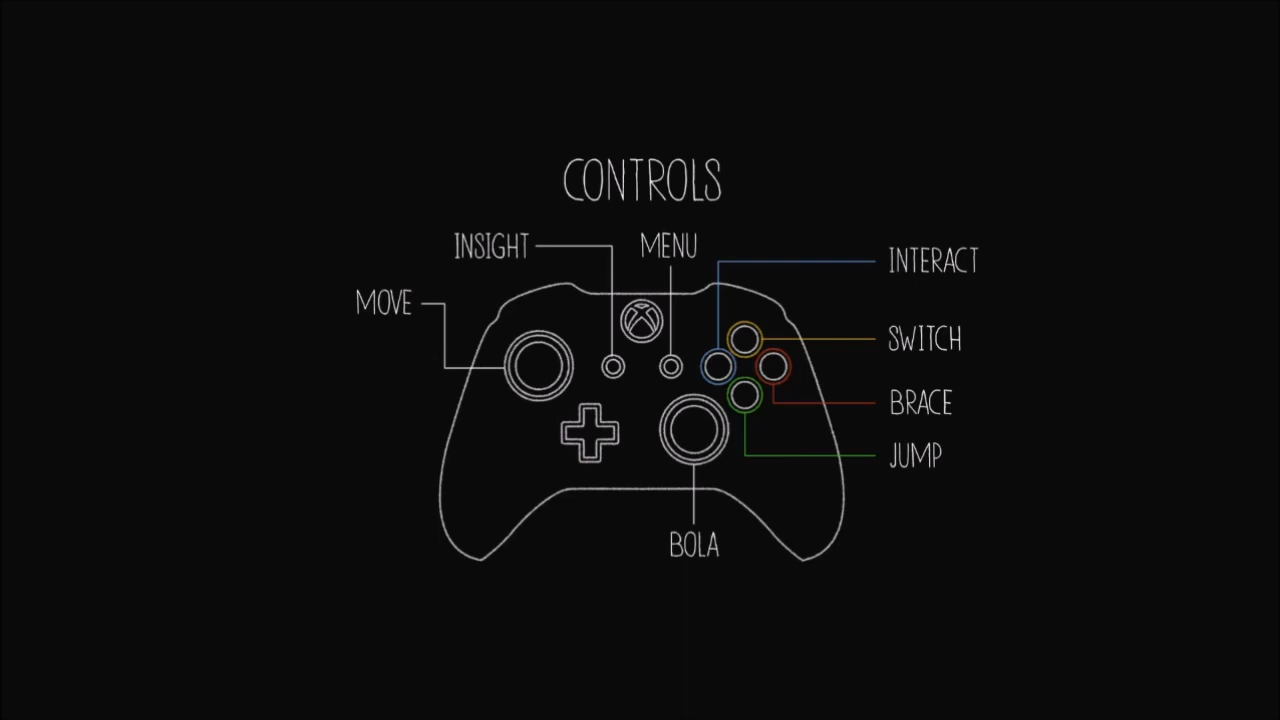 CONTROLS
INSIGHT
MENU
INTERACT
MOVE
SWITCH
BRACE
JUMP
BOLA